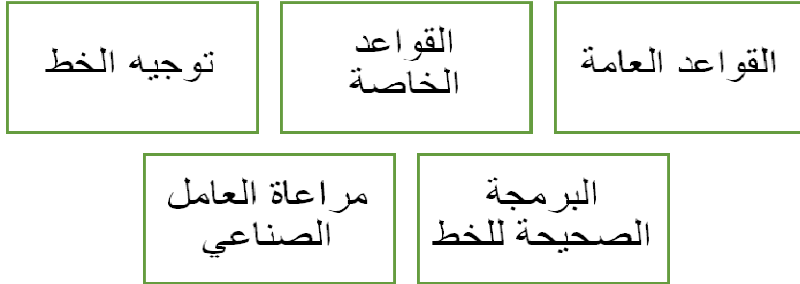 القواعد العامة
القواعد
الخاصة
توجيه الخط
البرمجة
الصحيحة للخط
مراعاة العامل
الصناعي